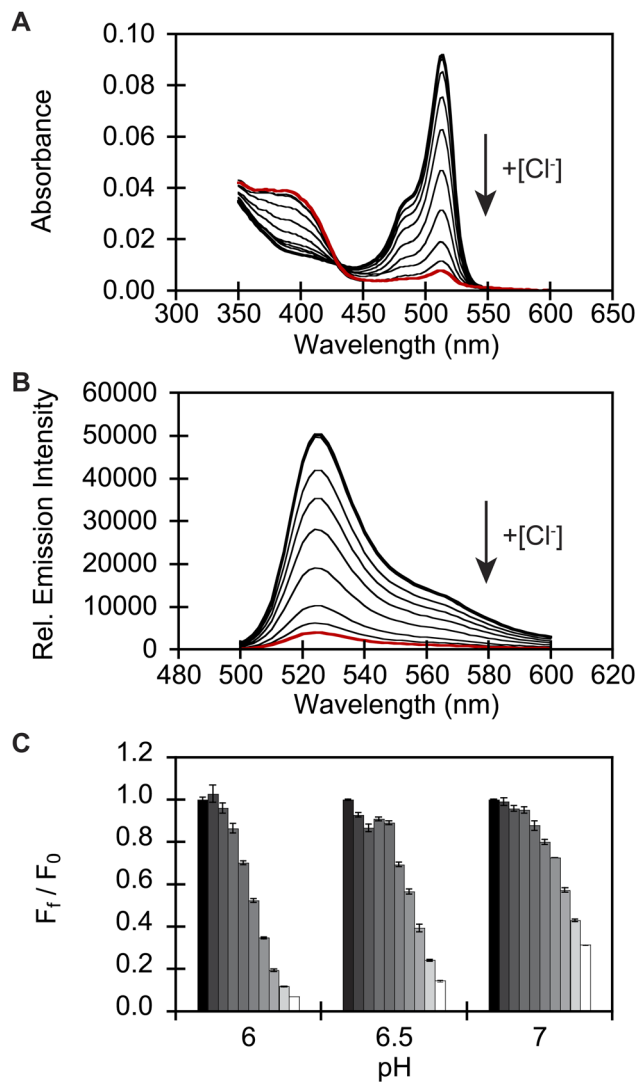 A
0.10
0.08
0.06
0.04
0.02
0.00
Absorbance
+[Cl-]
300 350 400 450 500 550 600 650
Wavelength (nm)
B
60000
50000
40000
30000
20000
10000
0
Rel. Emission Intensity
+[Cl-]
480 500 520 540 560 580 600 620
Wavelength (nm)
C
1.2
1.0
0.8
0.6
0.4
0.2
0.0
Ff / F0
6 6.5 7
pH